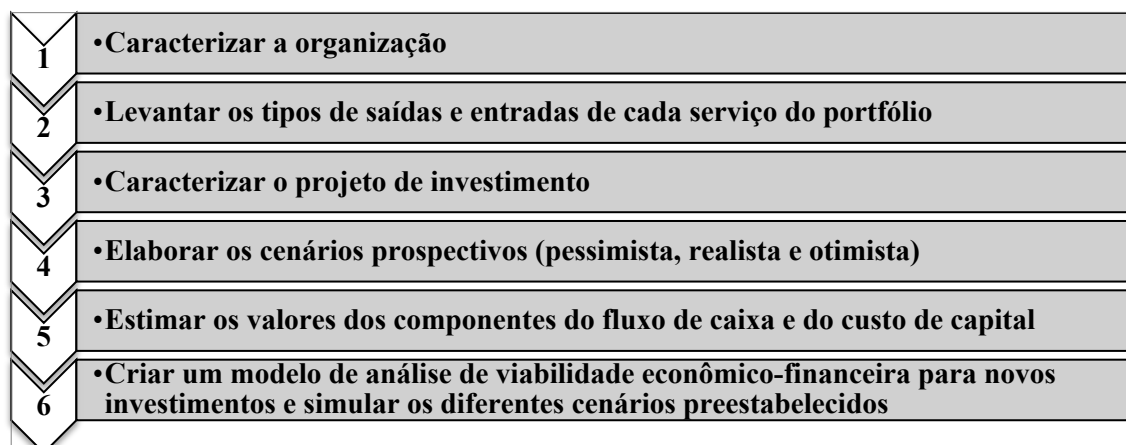 1
•Caracterizar a organização
2
•Levantar os tipos de saídas e entradas de cada serviço do portfólio
3
•Caracterizar o projeto de investimento
4
•Elaborar os cenários prospectivos (pessimista, realista e otimista)
5
•Estimar os valores dos componentes do fluxo de caixa e do custo de capital
6
•Criar um modelo de análise de viabilidade econômico-financeira para novos
investimentos e simular os diferentes cenários preestabelecidos